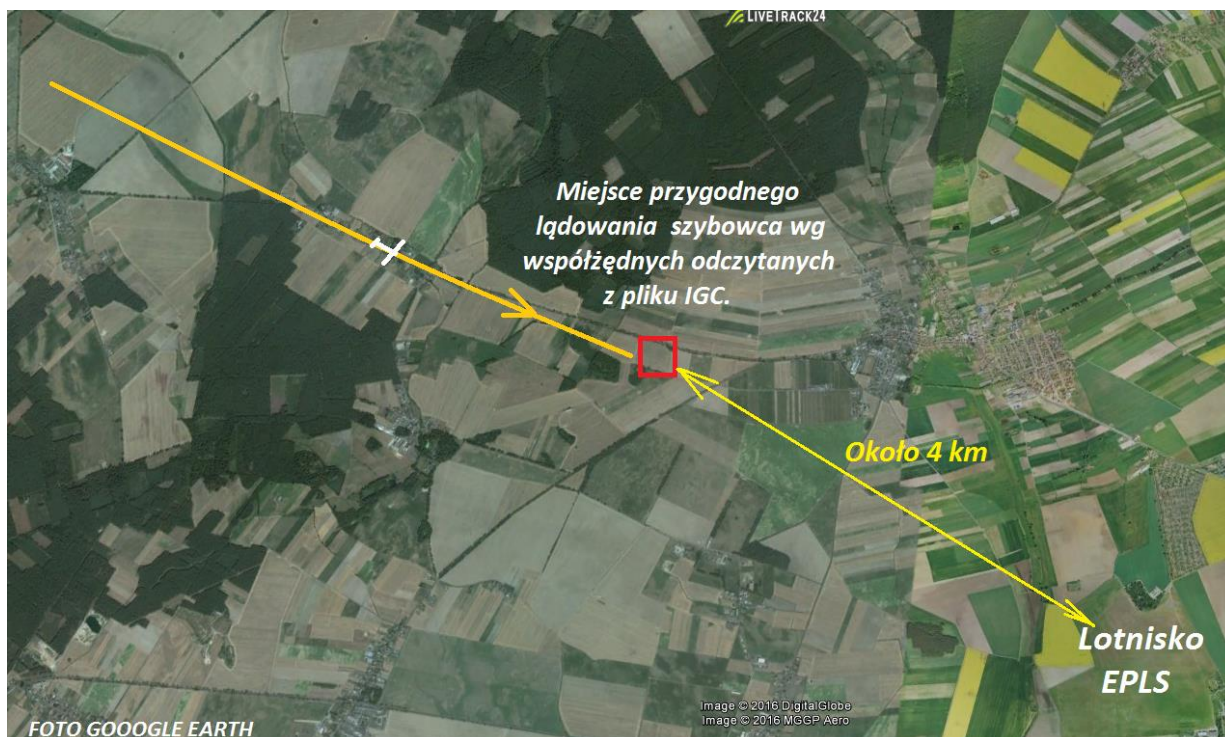 LIVETRACK24
Miejsce przygodnego
lądowania szybowca wg
współżędnych odczytanych
z pliku IGC.
Około 4 km
Lotnisko
EPLS
Image © 2016 DigitalGlobe
Image © 2016 MGGP Aero
FOTO GOOOGLE EARTH